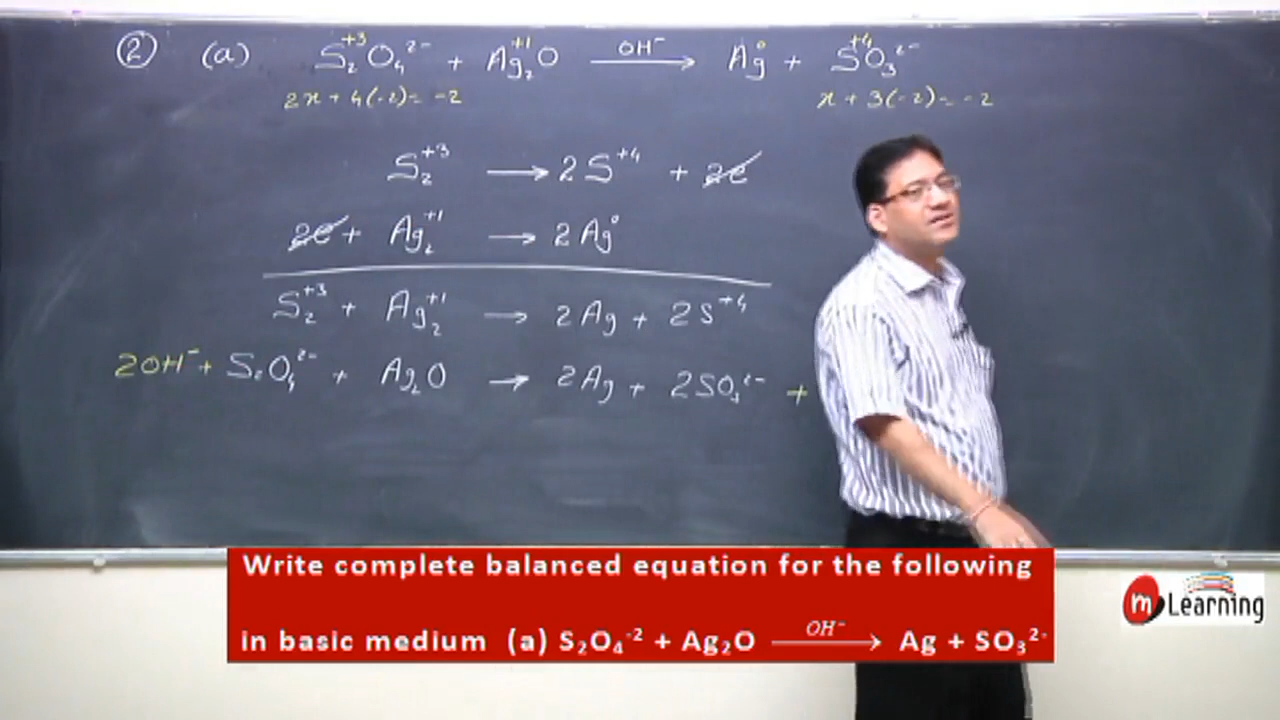 ② (a) S₂⁺³O₄²⁻ + Ag₂⁺¹O —OH⁻→ Ag⁰ + S⁺⁴O₃²⁻
2x + 4(-2) = -2 x + 3(-2) = -2
S₂⁺³ → 2S⁺⁴ + 2e
2e + Ag₂⁺¹ → 2Ag⁰
S₂⁺³ + Ag₂⁺¹ → 2Ag + 2S⁺⁴
2OH⁻ + S₂O₄²⁻ + Ag₂O → 2Ag + 2SO₃²⁻ +
Write complete balanced equation for the following
in basic medium (a) S₂O₄⁻² + Ag₂O —OH⁻→ Ag + SO₃²⁻
m Learning